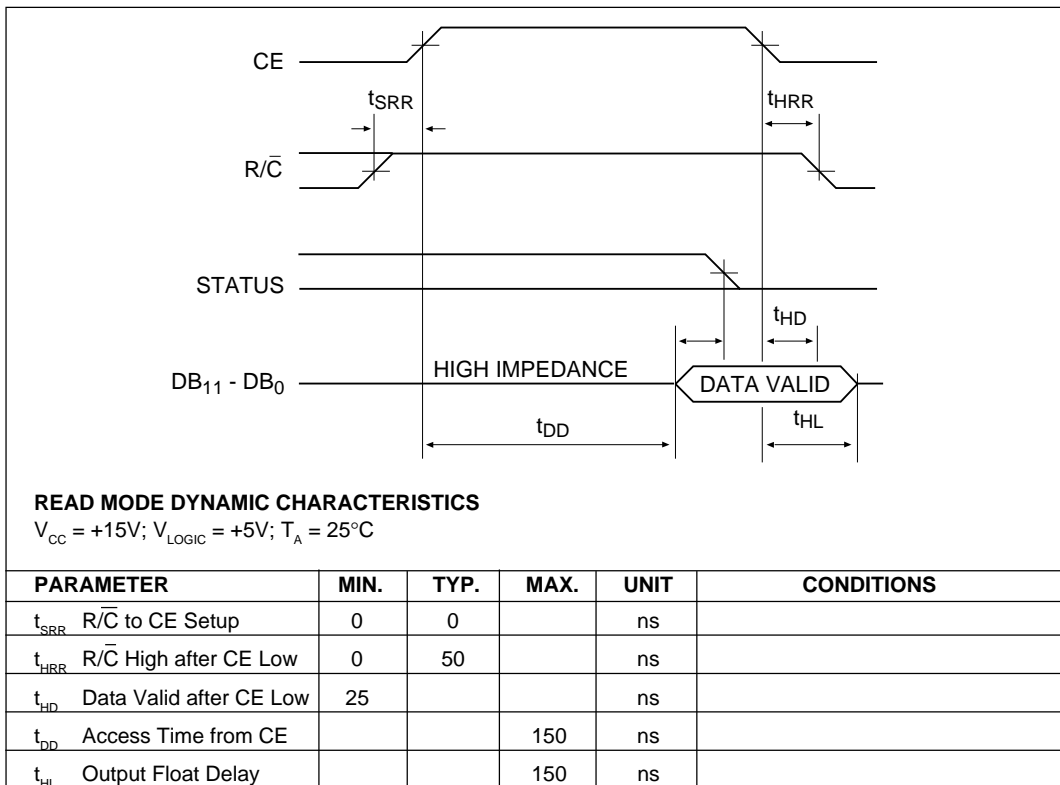 CE
tSRR
tHRR
R/C̅
STATUS
tHD
HIGH IMPEDANCE
DB11 - DB0
DATA VALID
tDD
tHL
READ MODE DYNAMIC CHARACTERISTICS
VCC = +15V; VLOGIC = +5V; TA = 25°C
PARAMETER MIN. TYP. MAX. UNIT CONDITIONS
tSRR R/C̅ to CE Setup 0 0 ns
tHRR R/C̅ High after CE Low 0 50 ns
tHD Data Valid after CE Low 25 ns
tDD Access Time from CE 150 ns
tHL Output Float Delay 150 ns